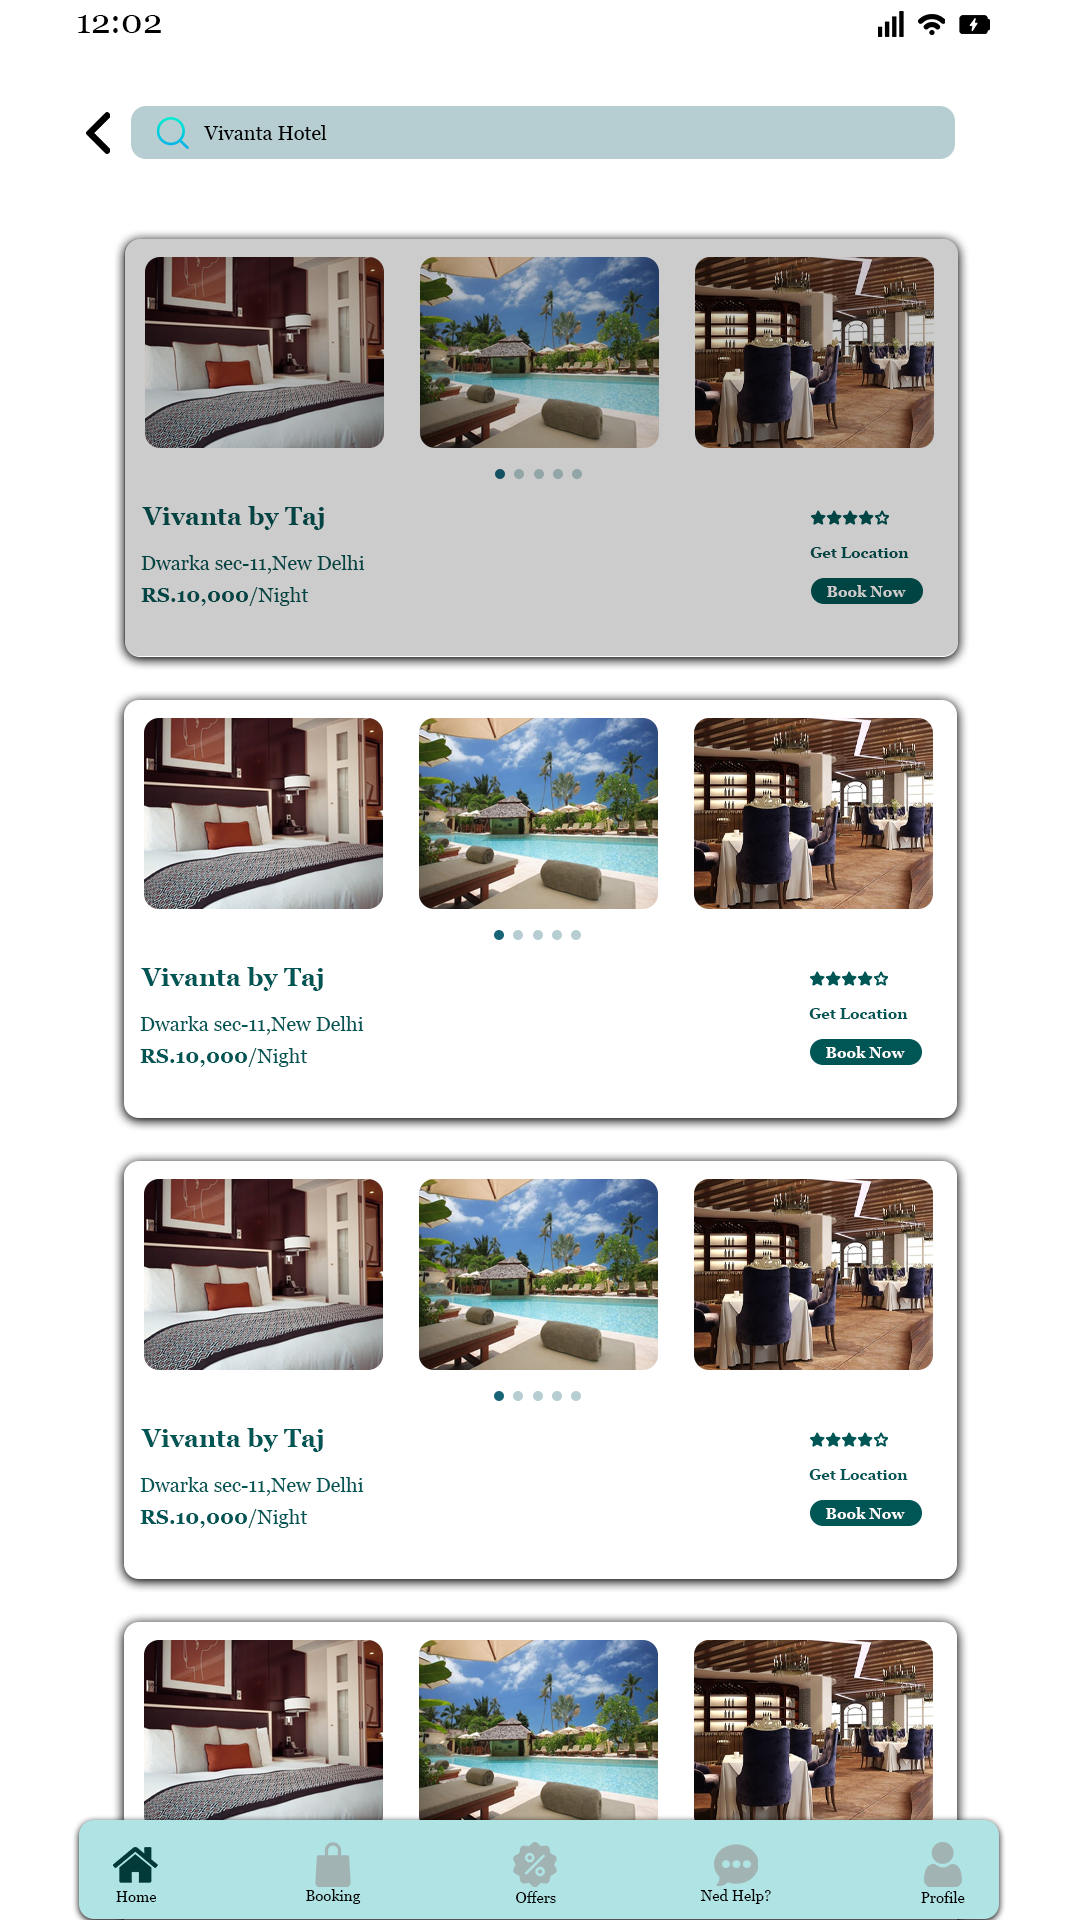 12:02
Vivanta Hotel
Vivanta by Taj
Dwarka sec-11,New Delhi
Get Location
RS.10,000/Night
Book Now
Vivanta by Taj
Dwarka sec-11,New Delhi
Get Location
RS.10,000/Night
Book Now
Vivanta by Taj
Dwarka sec-11,New Delhi
Get Location
RS.10,000/Night
Book Now
Home
Booking
Offers
Ned Help?
Profile